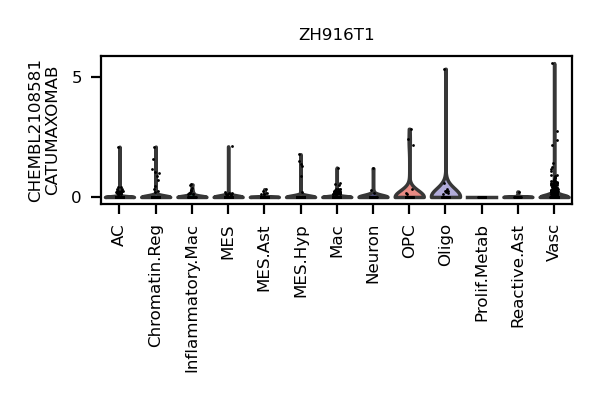 ZH916T1
CHEMBL2108581
CATUMAXOMAB
5
0
AC
Chromatin.Reg
Inflammatory.Mac
MES
MES.Ast
MES.Hyp
Mac
Neuron
OPC
Oligo
Prolif.Metab
Reactive.Ast
Vasc